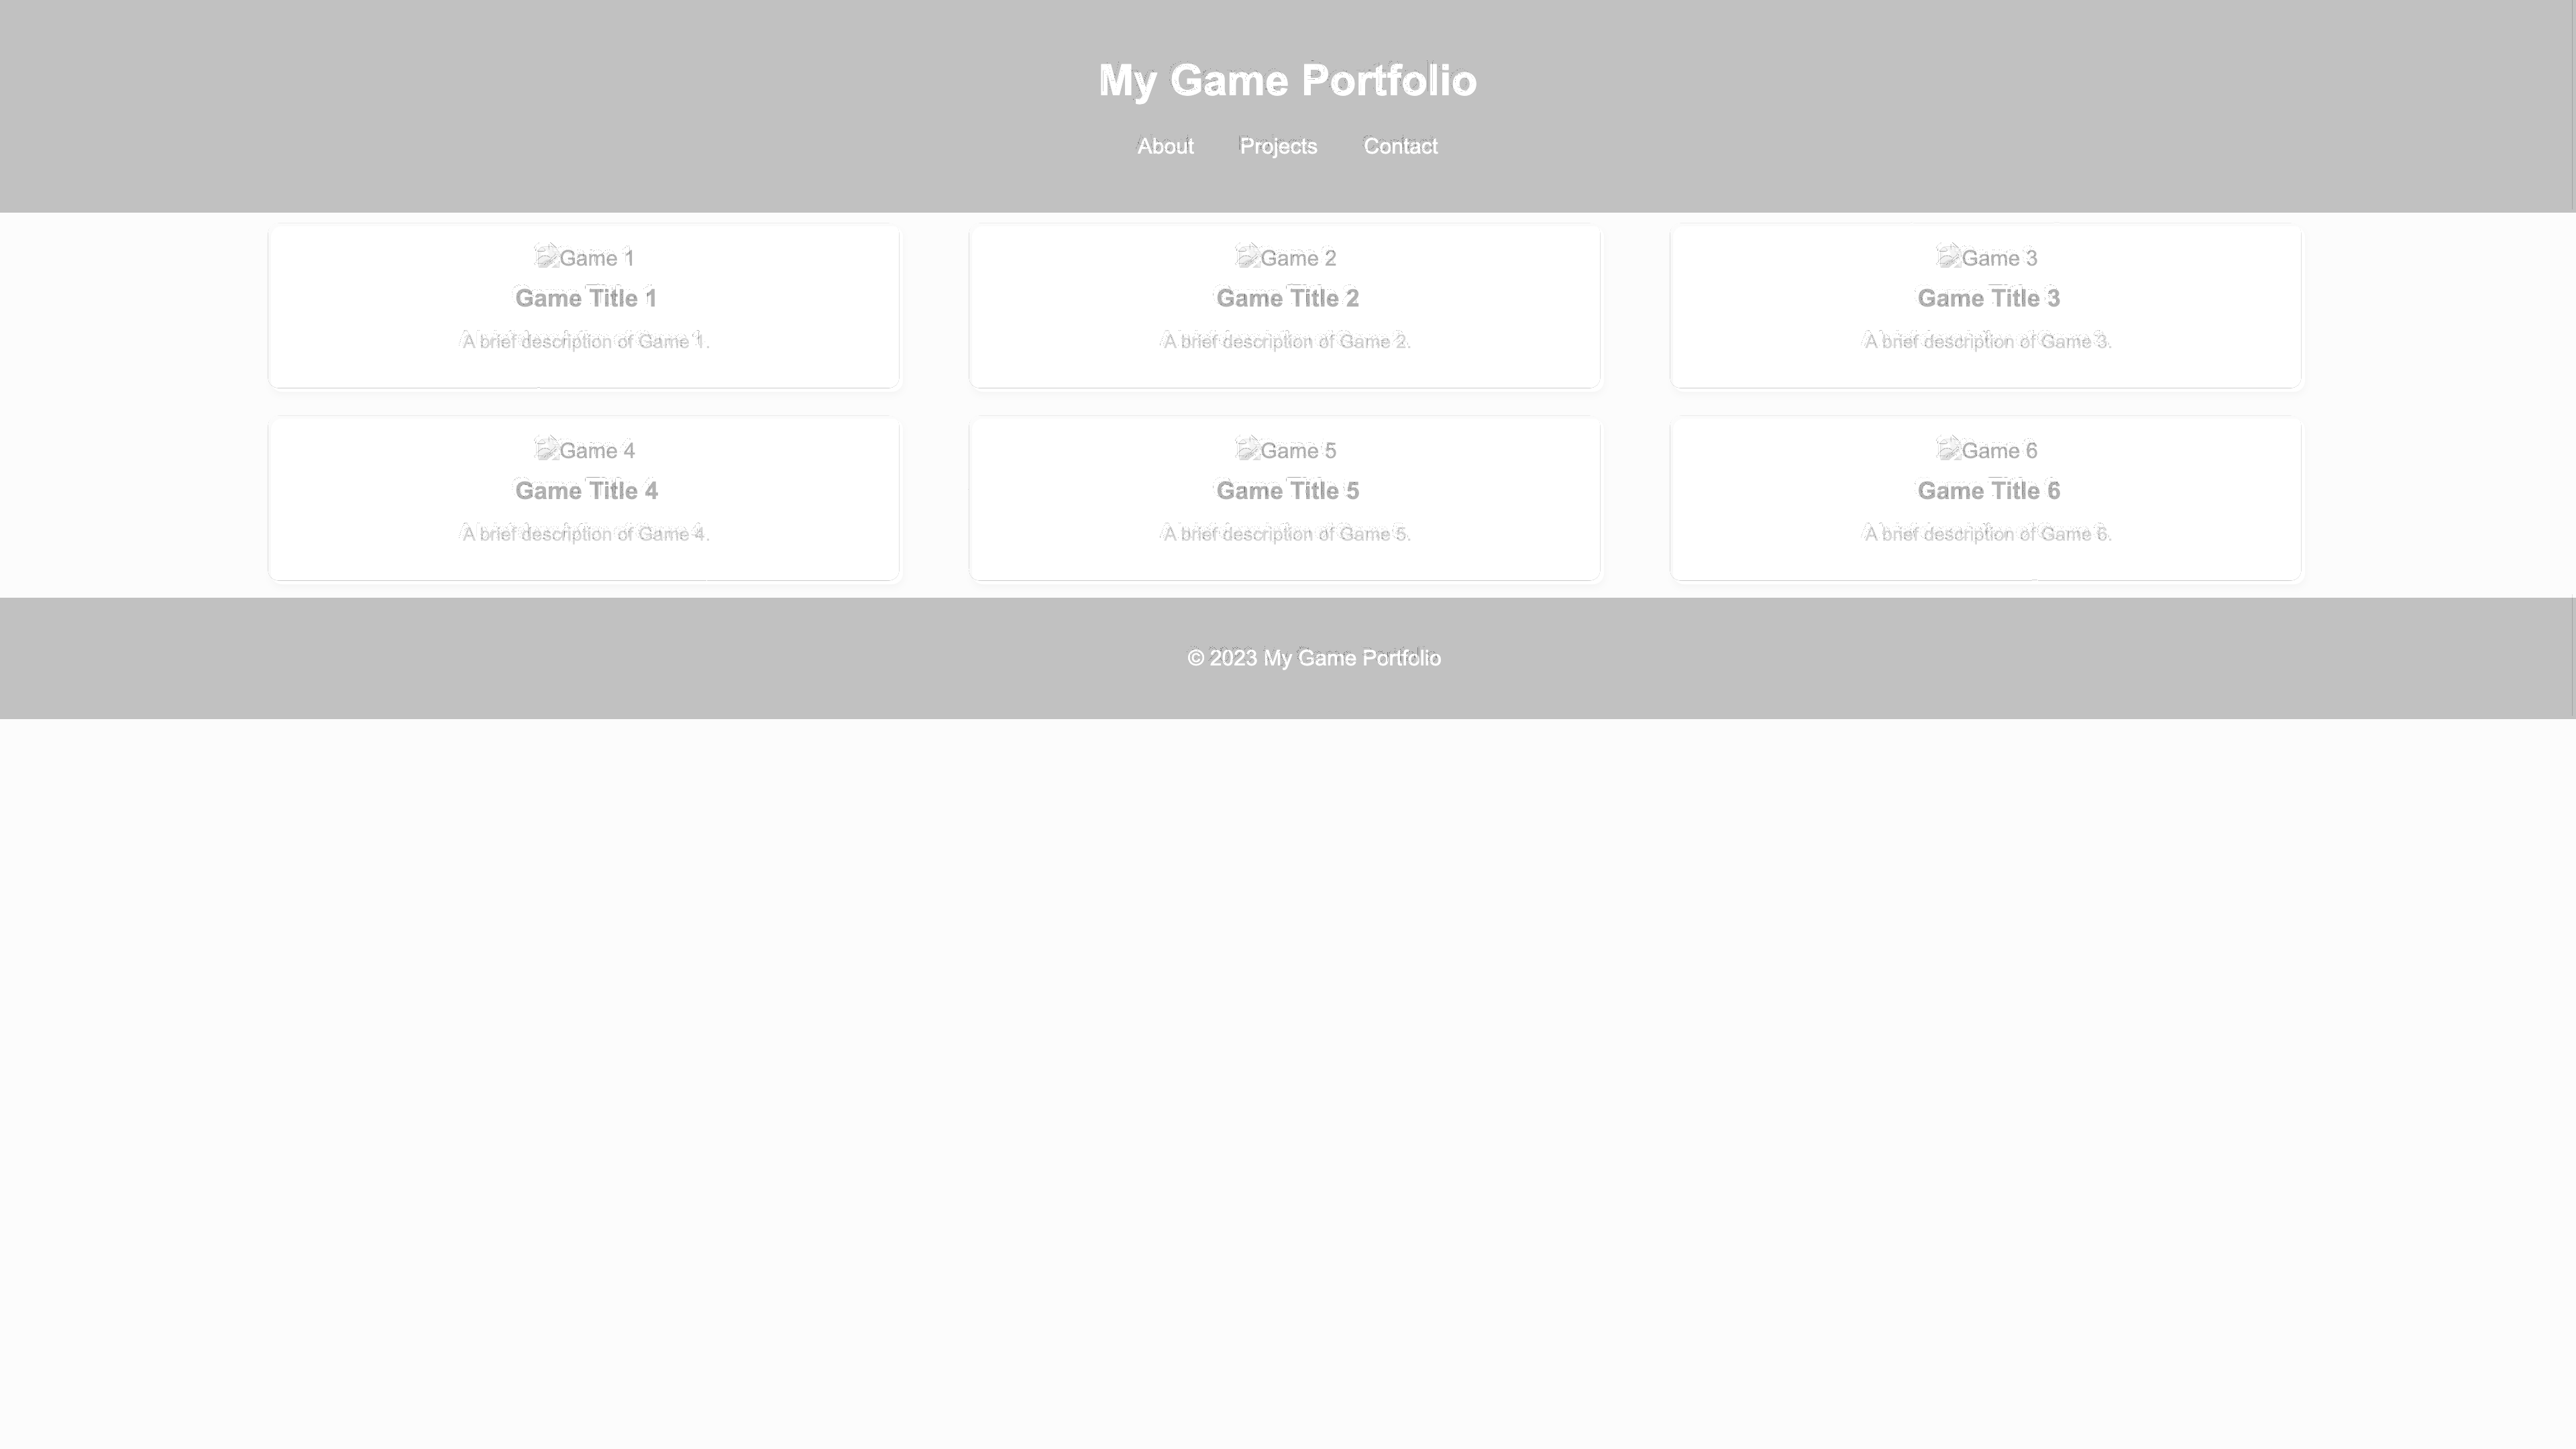 My Game Portfolio
About Projects Contact
Game 1 Game 2 Game 3
Game Title 1 Game Title 2 Game Title 3
A brief description of Game 1. A brief description of Game 2. A brief description of Game 3.
Game 4 Game 5 Game 6
Game Title 4 Game Title 5 Game Title 6
A brief description of Game 4. A brief description of Game 5. A brief description of Game 6.
© 2023 My Game Portfolio